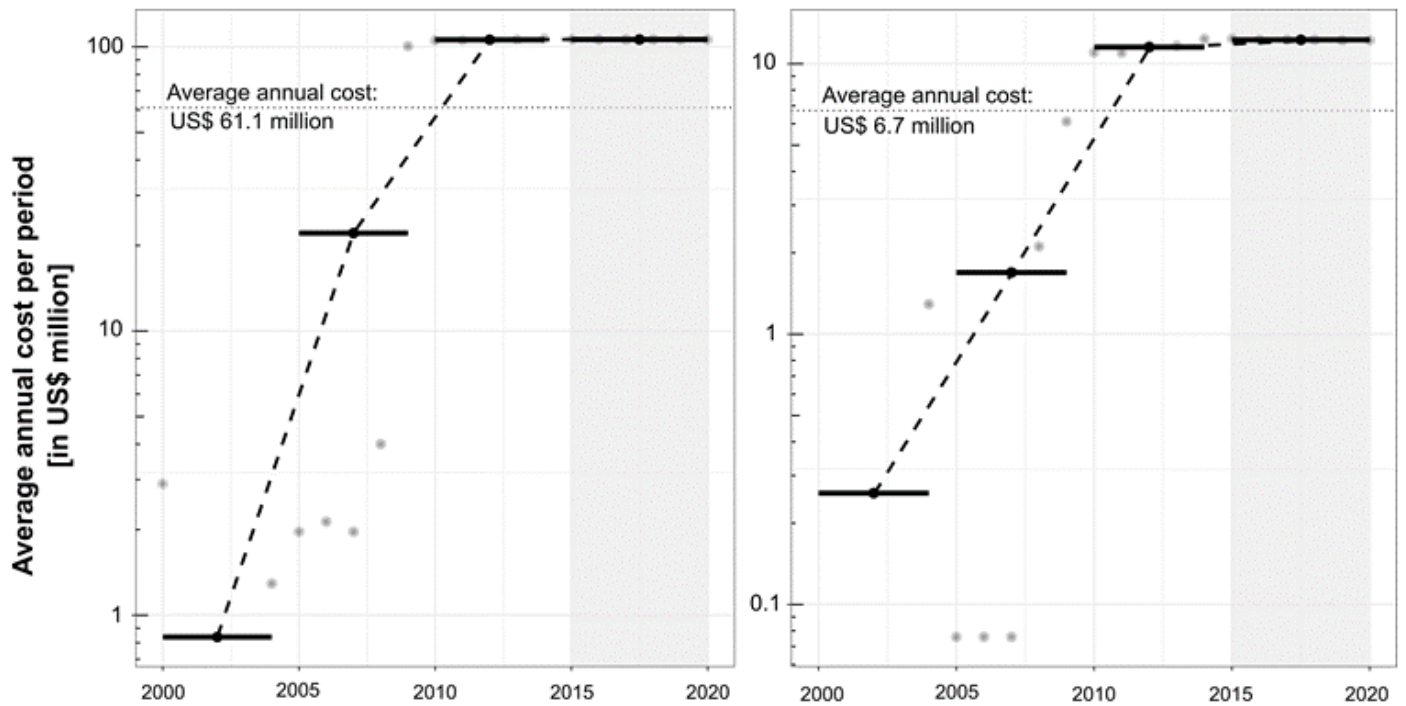 Average annual cost per period
[in US$ million]
100
10
1
Average annual cost:
US$ 61.1 million
2000
2005
2010
2015
2020
10
1
0.1
Average annual cost:
US$ 6.7 million
2000
2005
2010
2015
2020